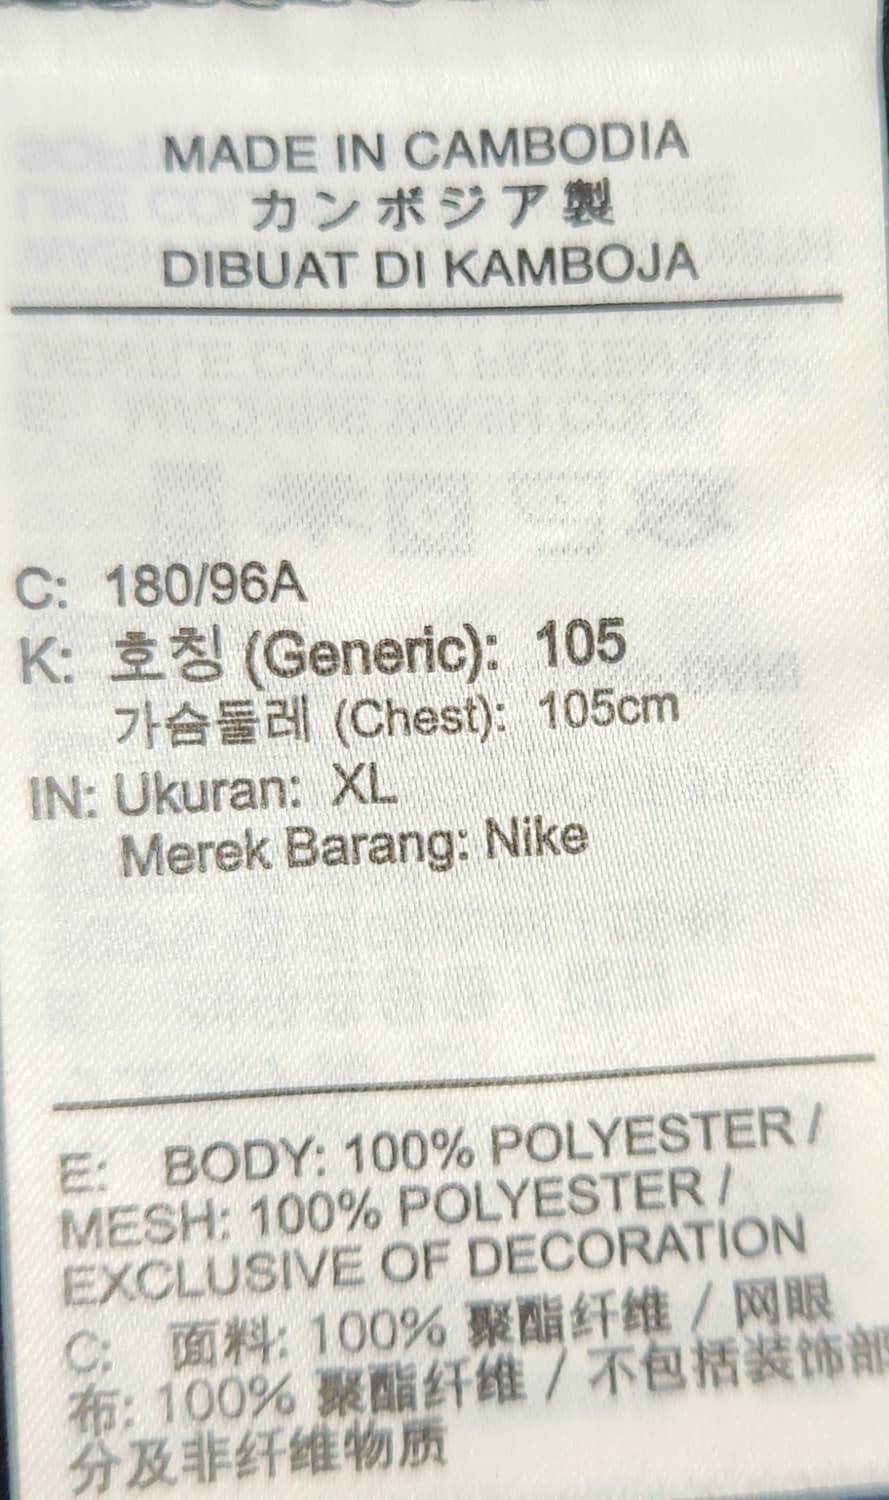 MADE IN CAMBODIA
カンボジア製
DIBUAT DI KAMBOJA
C: 180/96A
K: 호칭 (Generic): 105
가슴둘레 (Chest): 105cm
IN: Ukuran: XL
Merek Barang: Nike
E: BODY: 100% POLYESTER /
MESH: 100% POLYESTER /
EXCLUSIVE OF DECORATION
C: 面料: 100% 聚酯纤维 / 网眼
布: 100% 聚酯纤维 / 不包括装饰部
分及非纤维物质